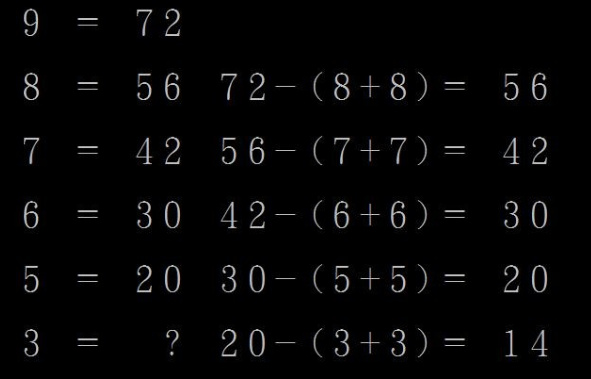 9 = 72
8 = 56 72-(8+8)= 56
7 = 42 56-(7+7)= 42
6 = 30 42-(6+6)= 30
5 = 20 30-(5+5)= 20
3 = ? 20-(3+3)= 14